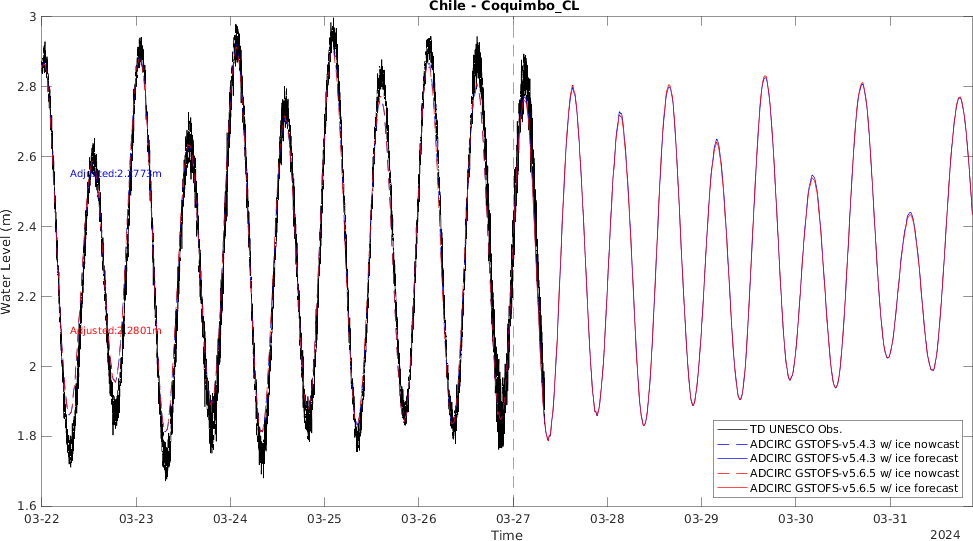 Chile - Coquimbo_CL
3
2.8
2.6
2.4
2.2
2
1.8
1.6
Water Level (m)
Adjusted:2.2773m
Adjusted:2.2801m
TD UNESCO Obs.
ADCIRC GSTOFS-v5.4.3 w/ ice nowcast
ADCIRC GSTOFS-v5.4.3 w/ ice forecast
ADCIRC GSTOFS-v5.6.5 w/ ice nowcast
ADCIRC GSTOFS-v5.6.5 w/ ice forecast
03-22 03-23 03-24 03-25 03-26 03-27 03-28 03-29 03-30 03-31
Time
2024